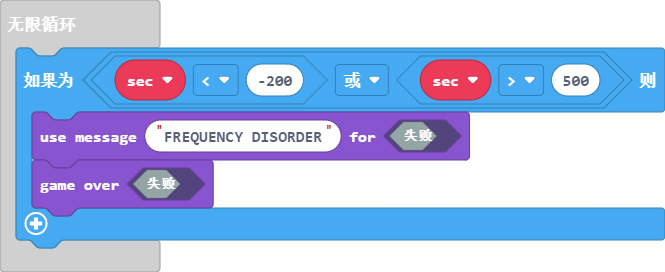 无限循环
如果为 sec < -200 或 sec > 500 则
use message "FREQUENCY DISORDER" for 失败
game over 失败